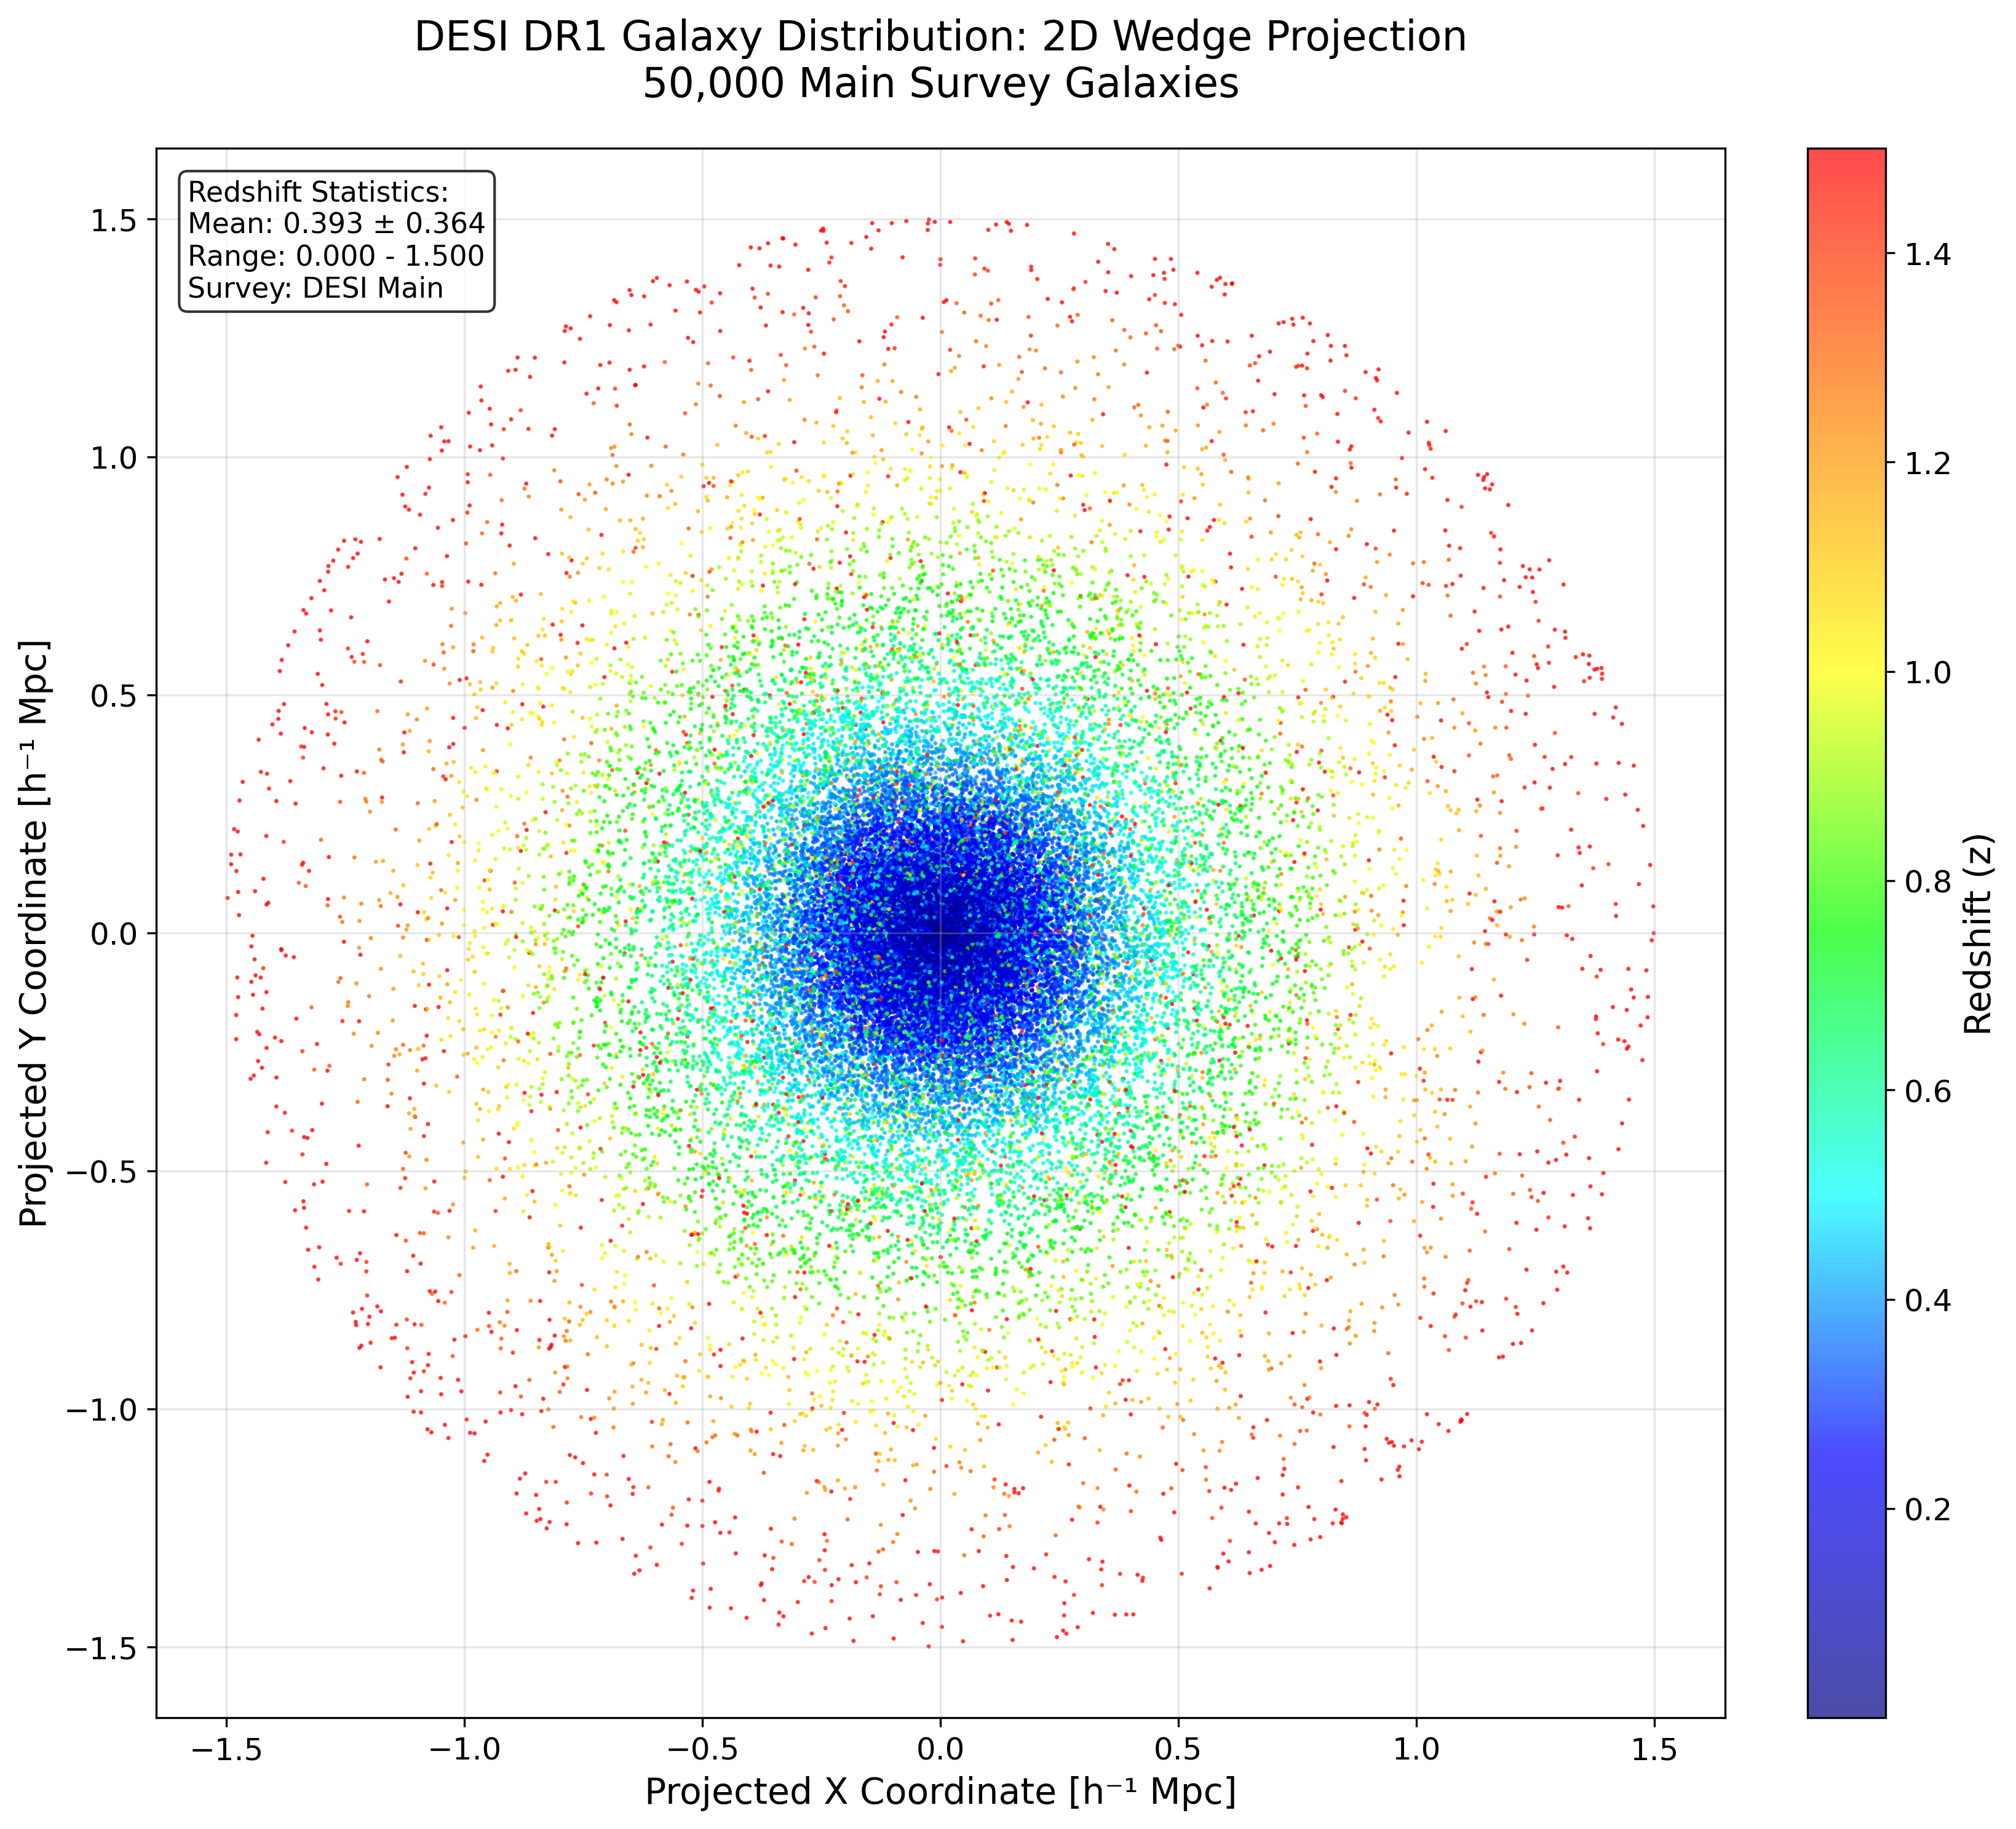 DESI DR1 Galaxy Distribution: 2D Wedge Projection
50,000 Main Survey Galaxies
Redshift Statistics:
Mean: 0.393 ± 0.364
Range: 0.000 - 1.500
Survey: DESI Main
1.5
1.0
0.5
0.0
−0.5
−1.0
−1.5
Projected Y Coordinate [h⁻¹ Mpc]
−1.5
−1.0
−0.5
0.0
0.5
1.0
1.5
Projected X Coordinate [h⁻¹ Mpc]
1.4
1.2
1.0
0.8
0.6
0.4
0.2
Redshift (z)